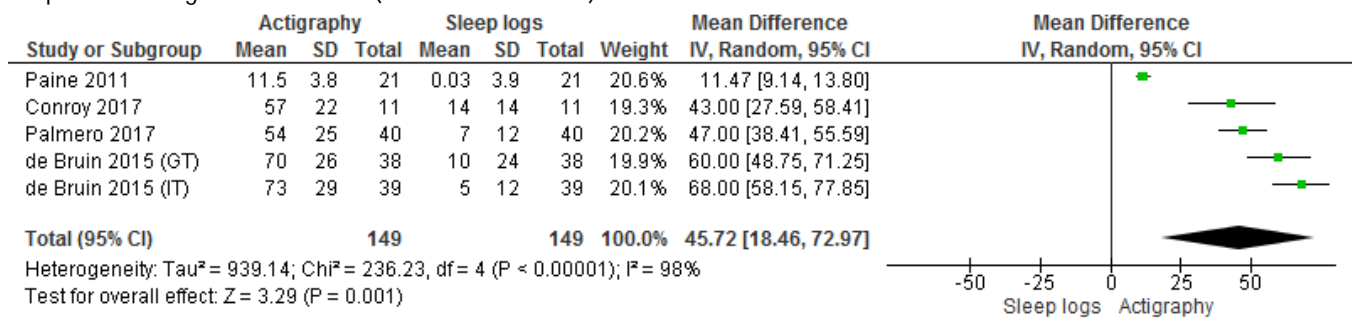 Actigraphy Sleep logs Mean Difference Mean Difference
Study or Subgroup Mean SD Total Mean SD Total Weight IV, Random, 95% CI IV, Random, 95% CI
Paine 2011 11.5 3.8 21 0.03 3.9 21 20.6% 11.47 [9.14, 13.80]
Conroy 2017 57 22 11 14 14 11 19.3% 43.00 [27.59, 58.41]
Palmero 2017 54 25 40 7 12 40 20.2% 47.00 [38.41, 55.59]
de Bruin 2015 (GT) 70 26 38 10 24 38 19.9% 60.00 [48.75, 71.25]
de Bruin 2015 (IT) 73 29 39 5 12 39 20.1% 68.00 [58.15, 77.85]
Total (95% CI) 149 149 100.0% 45.72 [18.46, 72.97]
Heterogeneity: Tau² = 939.14; Chi² = 236.23, df = 4 (P < 0.00001); I² = 98%
Test for overall effect: Z = 3.29 (P = 0.001)
-50 -25 0 25 50
Sleep logs Actigraphy